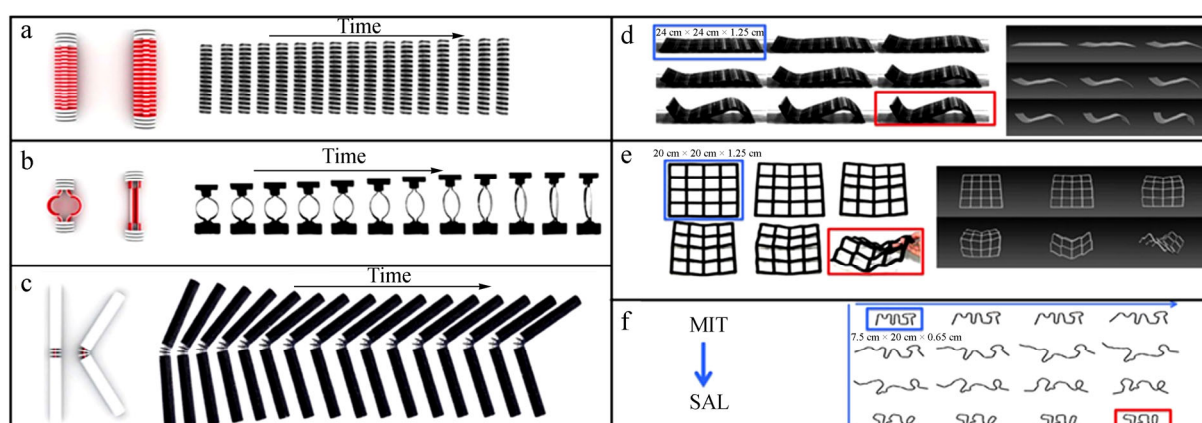 a
Time
b
Time
c
Time
d
24 cm × 24 cm × 1.25 cm
e
20 cm × 20 cm × 1.25 cm
f
MIT
SAL
7.5 cm × 20 cm × 0.65 cm